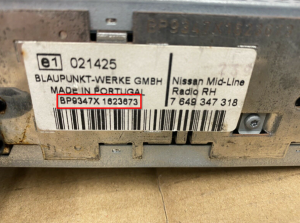 e1 021425
BLAUPUNKT-WERKE GMBH
MADE IN PORTUGAL
BP9347X 1623673
Nissan Mid-Line
Radio RH
7 649 347 318